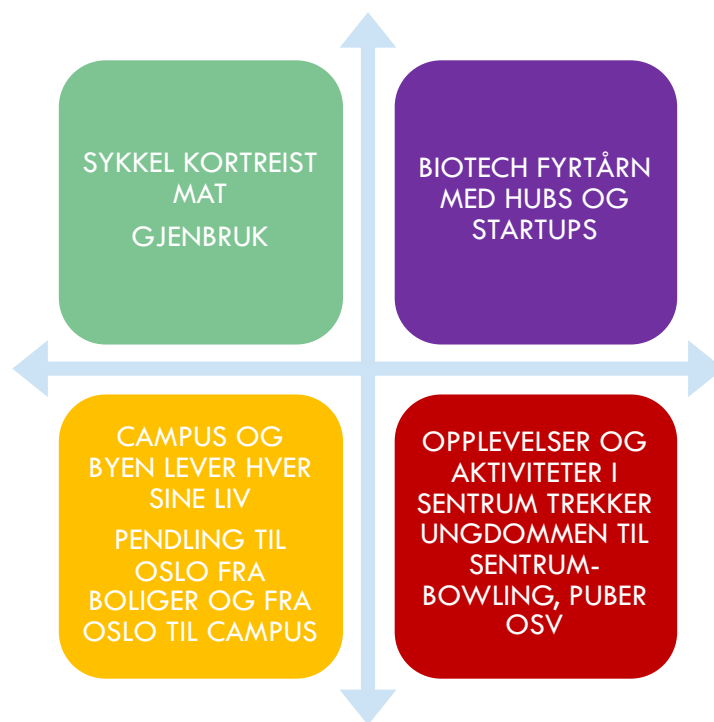 SYKKEL KORTREIST
MAT
GJENBRUK
BIOTECH FYRTÅRN
MED HUBS OG
STARTUPS
CAMPUS OG
BYEN LEVER HVER
SINE LIV
PENDLING TIL
OSLO FRA
BOLIGER OG FRA
OSLO TIL CAMPUS
OPPLEVELSER OG
AKTIVITETER I
SENTRUM TREKKER
UNGDOMMEN TIL
SENTRUM-
BOWLING, PUBER
OSV